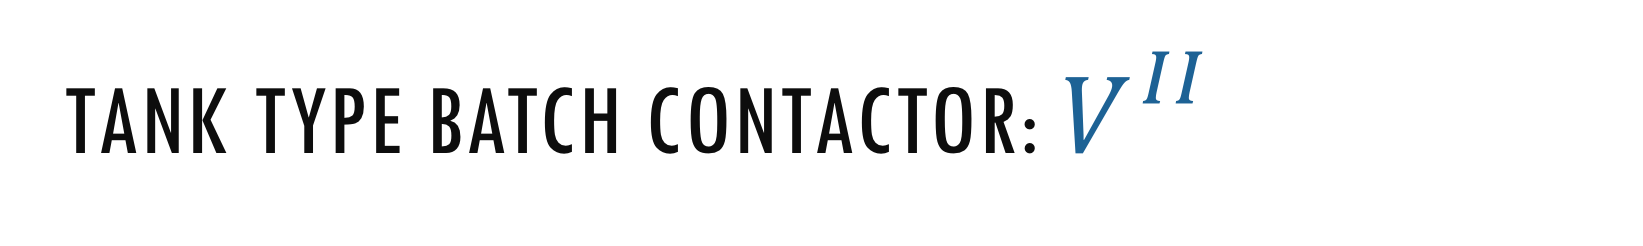 TANK TYPE BATCH CONTACTOR: V^{II}